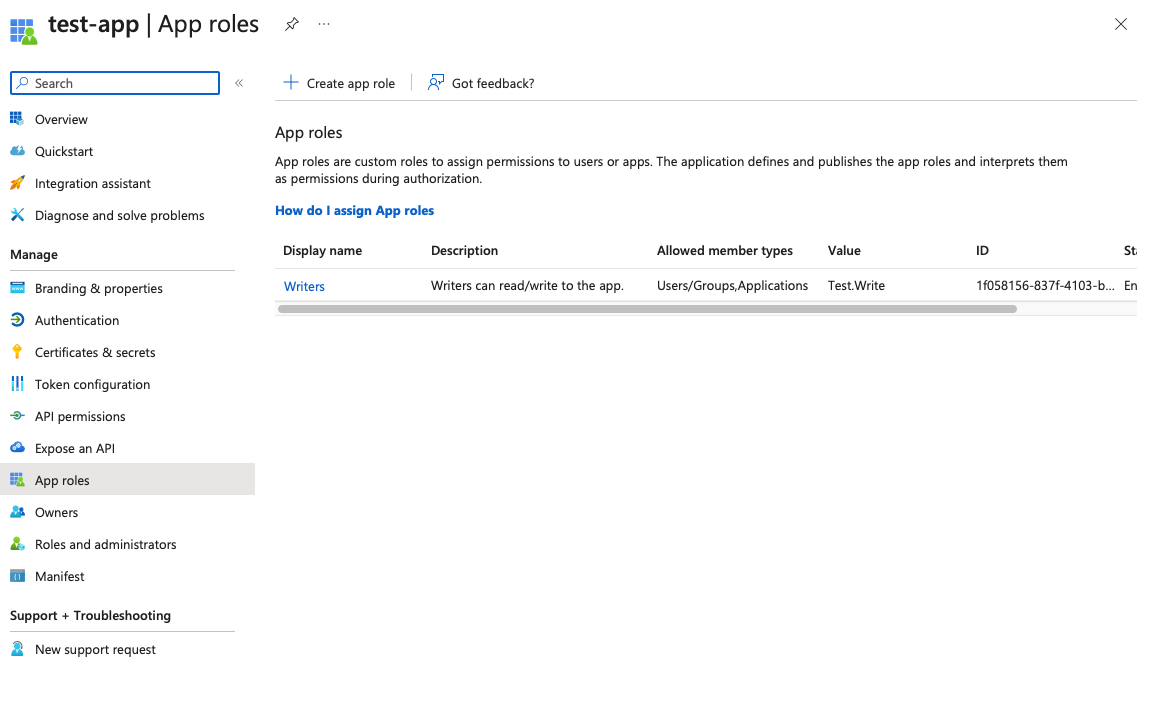 test-app | App roles
Search
Overview
Quickstart
Integration assistant
Diagnose and solve problems
Manage
Branding & properties
Authentication
Certificates & secrets
Token configuration
API permissions
Expose an API
App roles
Owners
Roles and administrators
Manifest
Support + Troubleshooting
New support request
Create app role
Got feedback?
App roles
App roles are custom roles to assign permissions to users or apps. The application defines and publishes the app roles and interprets them
as permissions during authorization.
How do I assign App roles
Display name Description Allowed member types Value ID Sta
Writers Writers can read/write to the app. Users/Groups,Applications Test.Write 1f058156-837f-4103-b... En